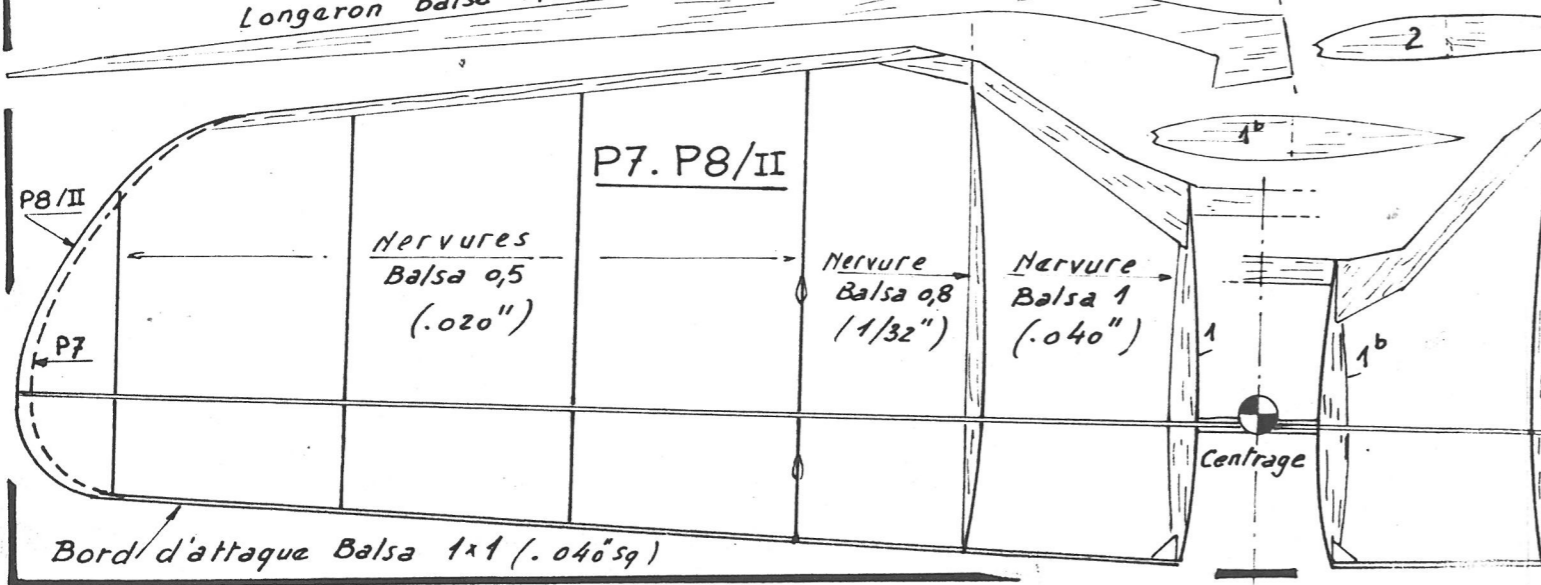 Longeron Balsa
2
1b
P7. P8/II
P8/II
Nervures
Balsa 0,5
(.020")
Nervure
Balsa 0,8
(1/32")
Nervure
Balsa 1
(.040")
P7
1
1b
Centrage
Bord d'attaque Balsa 1x1 (.040"sq)